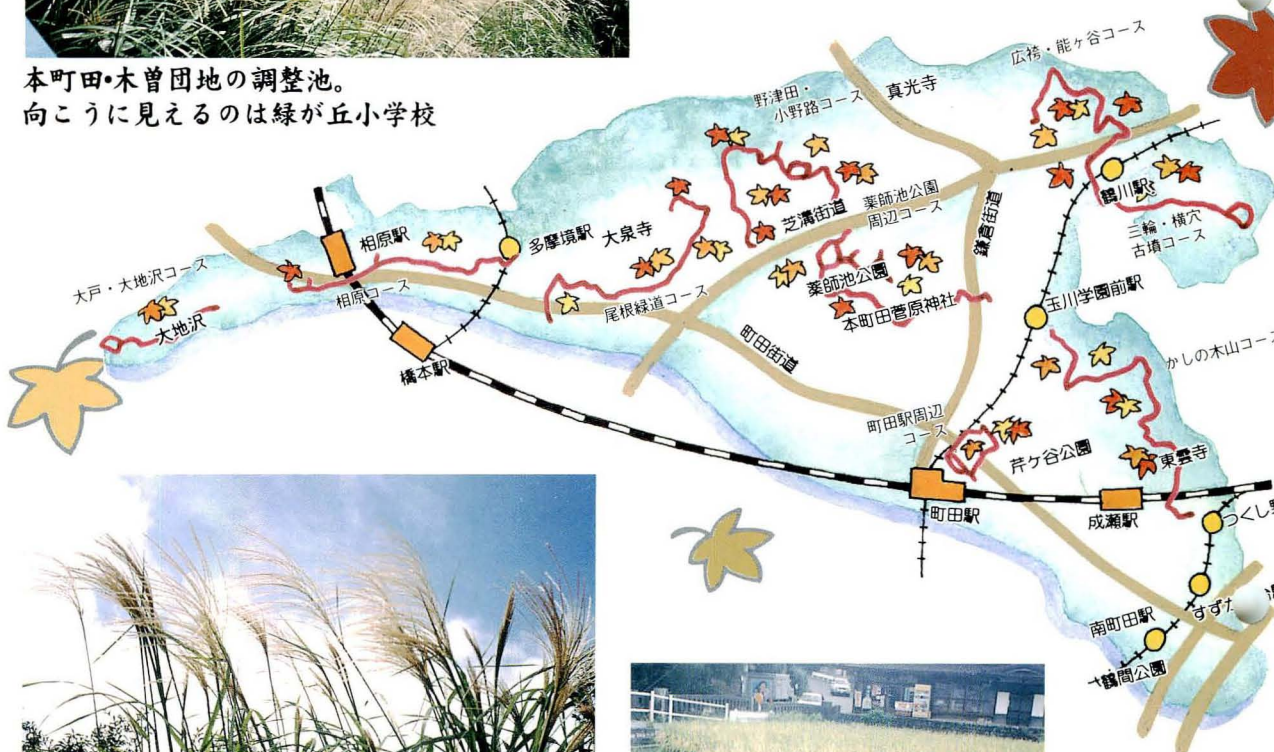 本町田•木曽団地の調整池。
向こうに見えるのは緑が丘小学校
広袴・能ヶ谷コース
野津田・
小野路コース
真光寺
鶴川駅
三輪・横穴
古墳コース
薬師池公園
周辺コース
芝溝街道
鎌倉街道
相原駅
多摩境駅
大泉寺
大戸・大地沢コース
大地沢
相原コース
尾根緑道コース
薬師池公園
本町田菅原神社
玉川学園前駅
橋本駅
町田街道
かしの木山コース
町田駅周辺
コース
芹ケ谷公園
東雲寺
町田駅
成瀬駅
つくし野
すずか
南町田駅
鶴間公園